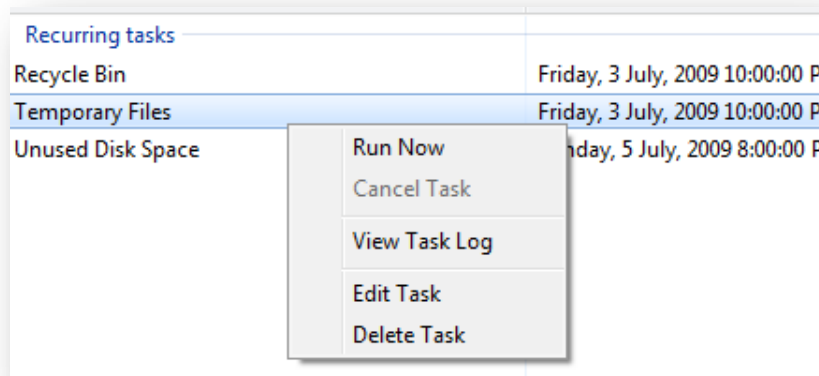 Recurring tasks
Recycle Bin Friday, 3 July, 2009 10:00:00 P
Temporary Files Friday, 3 July, 2009 10:00:00 P
Unused Disk Space nday, 5 July, 2009 8:00:00 P
Run Now
Cancel Task
View Task Log
Edit Task
Delete Task